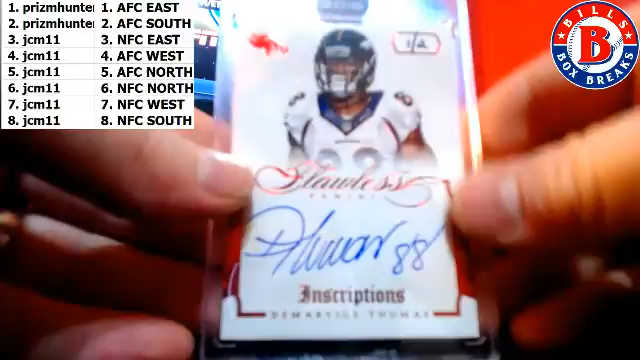 1. prizmhunter 1. AFC EAST
2. prizmhunter 2. AFC SOUTH
3. jcm11 3. NFC EAST
4. jcm11 4. AFC WEST
5. jcm11 5. AFC NORTH
6. jcm11 6. NFC NORTH
7. jcm11 7. NFC WEST
8. jcm11 8. NFC SOUTH
BILLS
B
BOX BREAKS
Flawless
PANINI
DThomas 88
Inscriptions
DEMARYIUS THOMAS